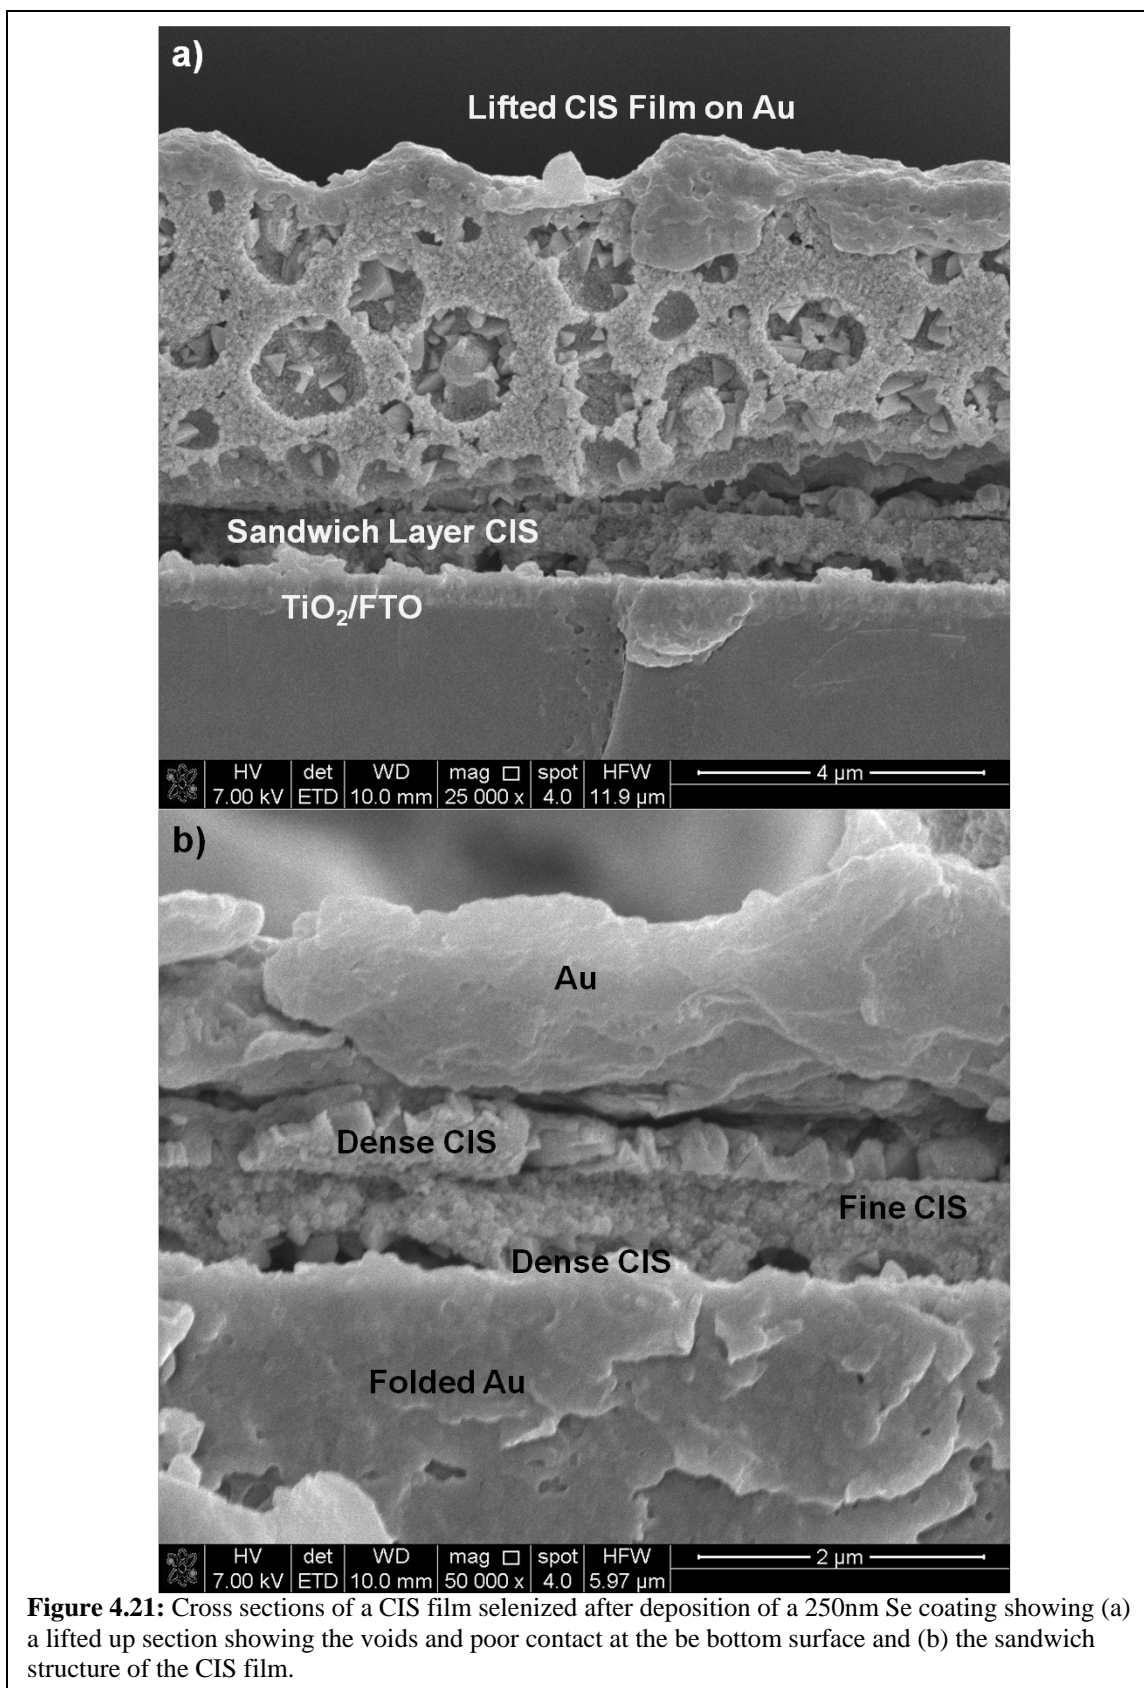 a)
Lifted CIS Film on Au
Sandwich Layer CIS
TiO₂/FTO
HV det WD mag □ spot HFW
4 µm
7.00 kV ETD 10.0 mm 25 000 x 4.0 11.9 µm
b)
Au
Dense CIS
Fine CIS
Dense CIS
Folded Au
HV det WD mag □ spot HFW
2 µm
7.00 kV ETD 10.0 mm 50 000 x 4.0 5.97 µm
Figure 4.21: Cross sections of a CIS film selenized after deposition of a 250nm Se coating showing (a)
a lifted up section showing the voids and poor contact at the be bottom surface and (b) the sandwich
structure of the CIS film.